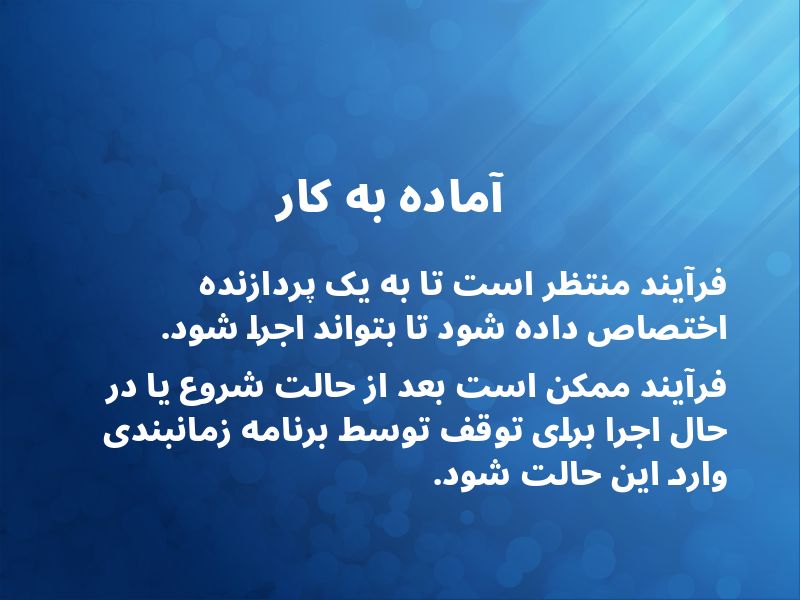 آماده به کار
فرآیند منتظر است تا به یک پردازنده
اختصاص داده شود تا بتواند اجرا شود.
فرآیند ممکن است بعد از حالت شروع یا در
حال اجرا برای توقف توسط برنامه زمانبندی
وارد این حالت شود.